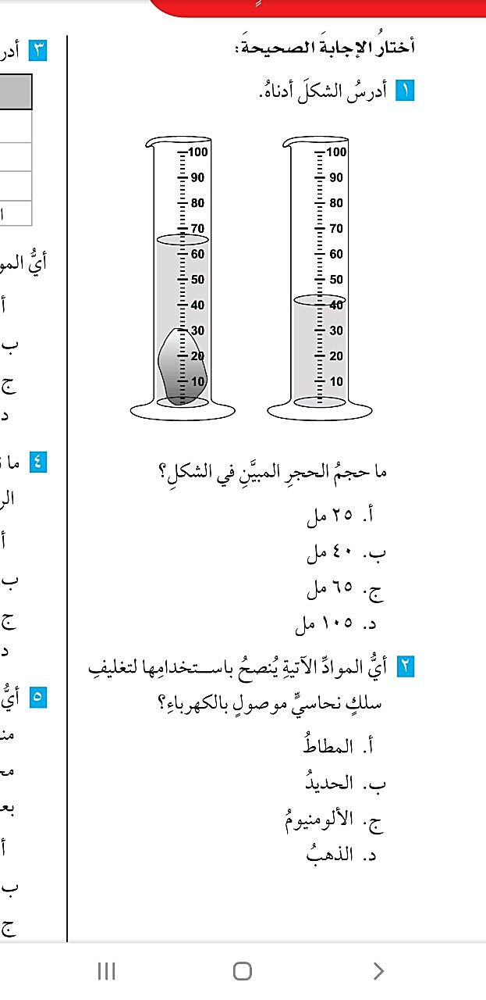 أختارُ الإجابةَ الصحيحةَ:
١ أدرسُ الشكلَ أدناهُ.
100
90
80
70
60
50
40
30
20
10
100
90
80
70
60
50
40
30
20
10
ما حجمُ الحجرِ المبيَّنِ في الشكلِ؟
أ. ٢٥ مل
ب. ٤٠ مل
ج. ٦٥ مل
د. ١٠٥ مل
٢ أيُّ الموادِّ الآتيةِ يُنصحُ باستخدامِها لتغليفِ
سلكٍ نحاسيٍّ موصولٍ بالكهرباءِ؟
أ. المطاطُ
ب. الحديدُ
ج. الألومنيومُ
د. الذهبُ
٣
أيُّ
أ
ب
ج
د
٤ ما
أ
ب
ج
د
٥ أيُّ
أ
ب
ج